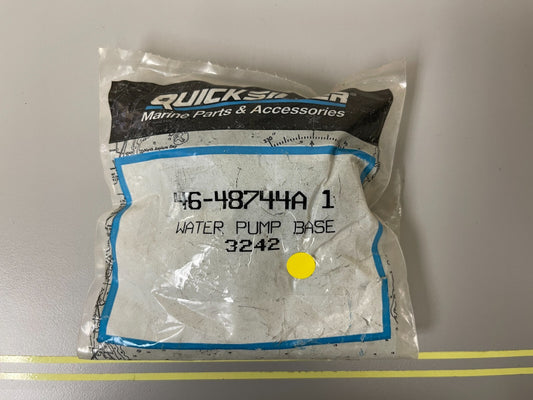 QUICKSILVER
Marine Parts & Accessories
46-48744A 1
WATER PUMP BASE
3242